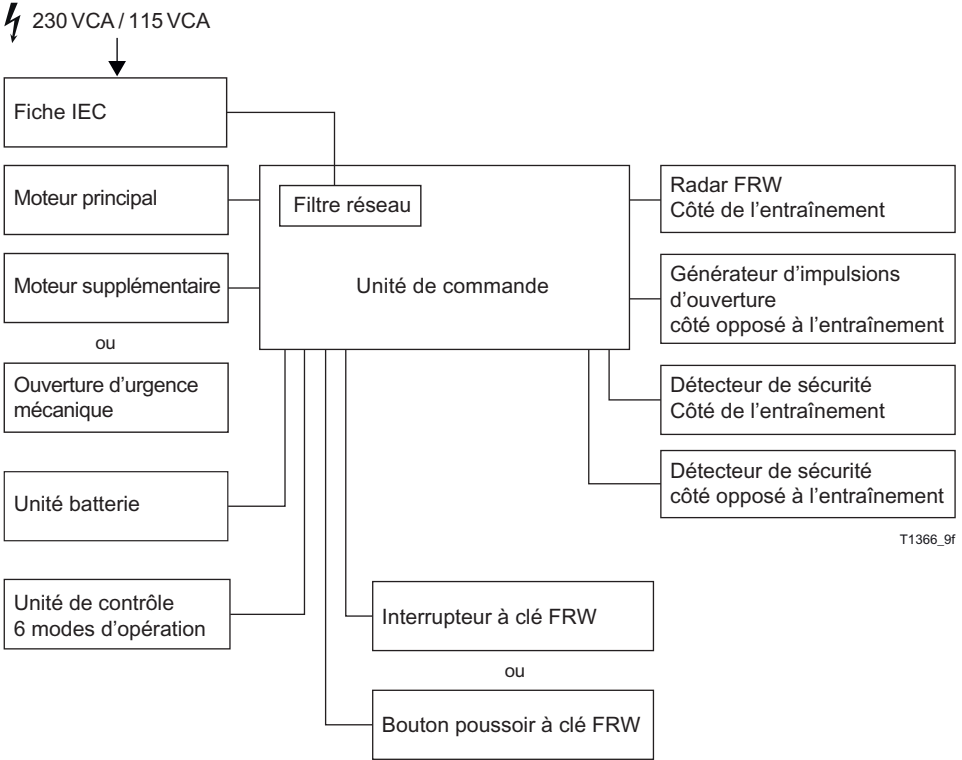 230 VCA / 115 VCA
Fiche IEC
Moteur principal
Filtre réseau
Radar FRW
Côté de l'entraînement
Moteur supplémentaire
Unité de commande
Générateur d'impulsions
d'ouverture
côté opposé à l'entraînement
ou
Ouverture d'urgence
mécanique
Détecteur de sécurité
Côté de l'entraînement
Unité batterie
Détecteur de sécurité
côté opposé à l'entraînement
T1366_9f
Unité de contrôle
6 modes d'opération
Interrupteur à clé FRW
ou
Bouton poussoir à clé FRW